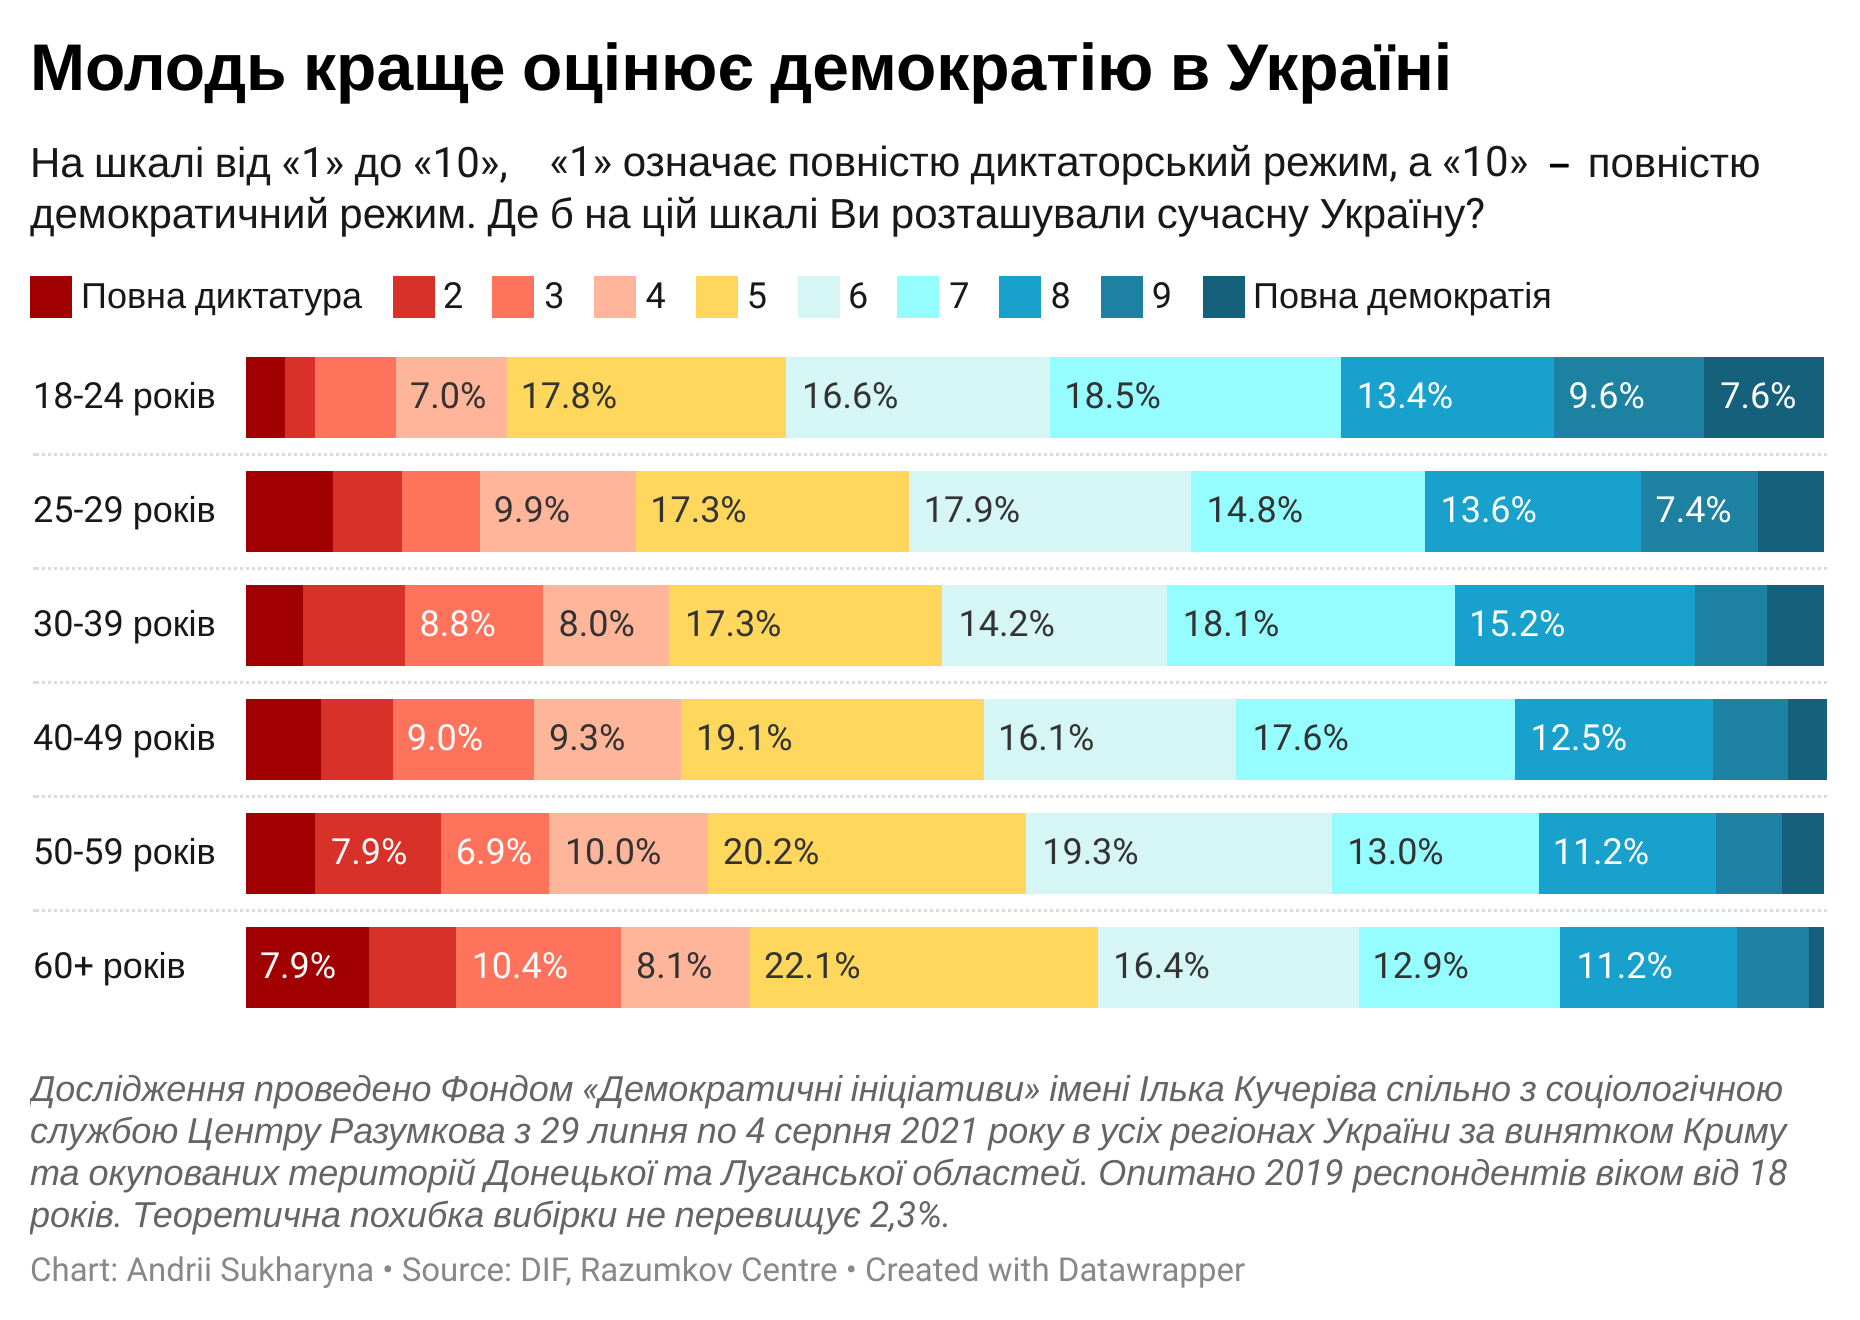 Молодь краще оцінює демократію в Україні
На шкалі від «1» до «10», «1» означає повністю диктаторський режим, а «10» – повністю
демократичний режим. Де б на цій шкалі Ви розташували сучасну Україну?
Повна диктатура 2 3 4 5 6 7 8 9 Повна демократія
18-24 років 7.0% 17.8% 16.6% 18.5% 13.4% 9.6% 7.6%
25-29 років 9.9% 17.3% 17.9% 14.8% 13.6% 7.4%
30-39 років 8.8% 8.0% 17.3% 14.2% 18.1% 15.2%
40-49 років 9.0% 9.3% 19.1% 16.1% 17.6% 12.5%
50-59 років 7.9% 6.9% 10.0% 20.2% 19.3% 13.0% 11.2%
60+ років 7.9% 10.4% 8.1% 22.1% 16.4% 12.9% 11.2%
Дослідження проведено Фондом «Демократичні ініціативи» імені Ілька Кучеріва спільно з соціологічною
службою Центру Разумкова з 29 липня по 4 серпня 2021 року в усіх регіонах України за винятком Криму
та окупованих територій Донецької та Луганської областей. Опитано 2019 респондентів віком від 18
років. Теоретична похибка вибірки не перевищує 2,3%.
Chart: Andrii Sukharyna • Source: DIF, Razumkov Centre • Created with Datawrapper